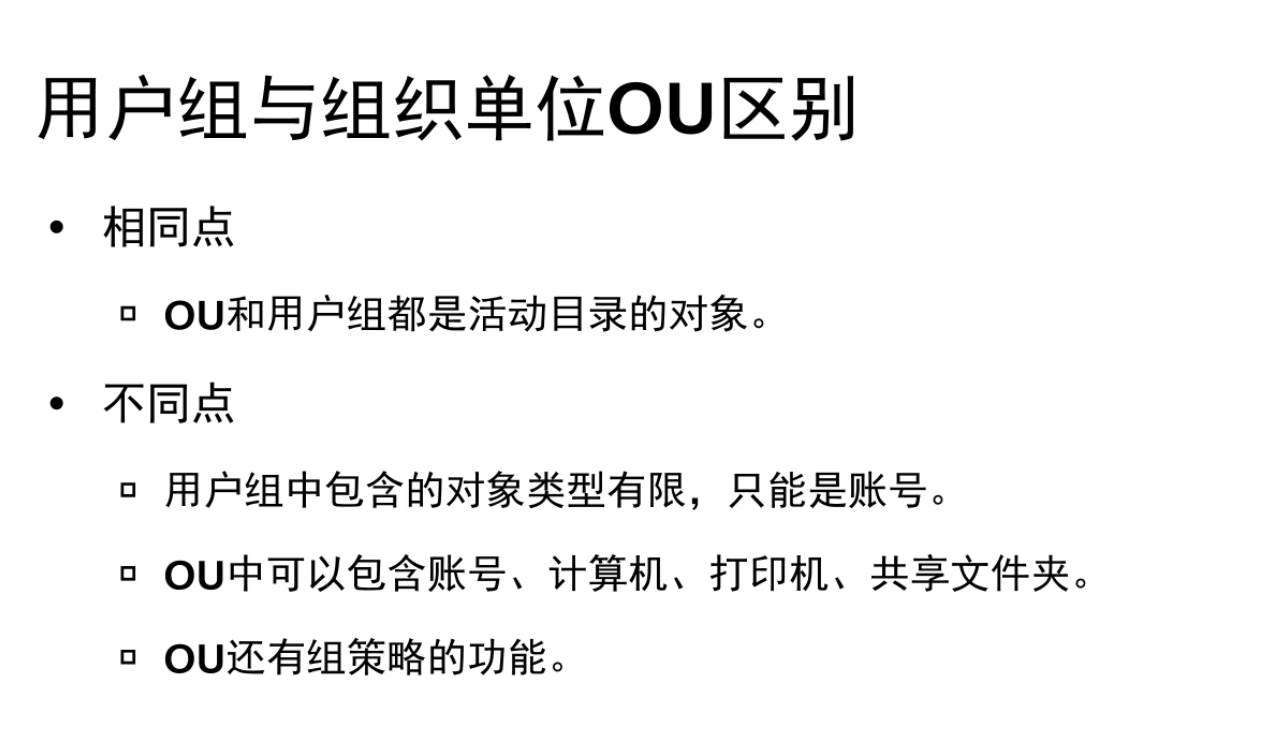 用户组与组织单位OU区别
• 相同点
▫ OU和用户组都是活动目录的对象。
• 不同点
▫ 用户组中包含的对象类型有限，只能是账号。
▫ OU中可以包含账号、计算机、打印机、共享文件夹。
▫ OU还有组策略的功能。